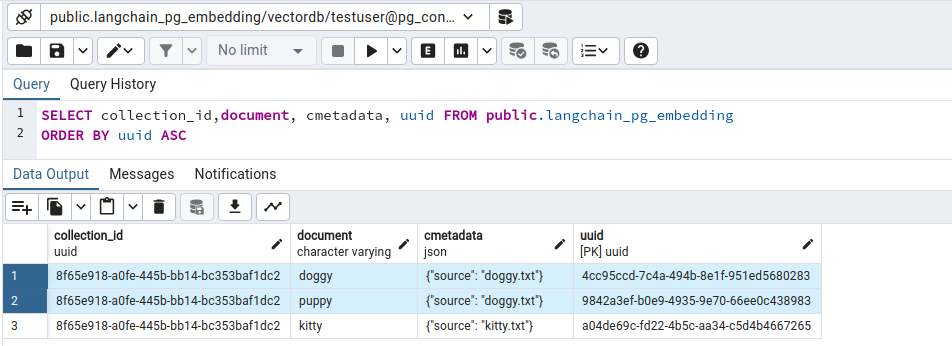 public.langchain_pg_embedding/vectordb/testuser@pg_con...
No limit
E
Query Query History
1 SELECT collection_id,document, cmetadata, uuid FROM public.langchain_pg_embedding
2 ORDER BY uuid ASC
Data Output Messages Notifications
collection_id document cmetadata uuid
uuid character varying json [PK] uuid
1 8f65e918-a0fe-445b-bb14-bc353baf1dc2 doggy {"source": "doggy.txt"} 4cc95ccd-7c4a-494b-8e1f-951ed5680283
2 8f65e918-a0fe-445b-bb14-bc353baf1dc2 puppy {"source": "doggy.txt"} 9842a3ef-b0e9-4935-9e70-66ee0c438983
3 8f65e918-a0fe-445b-bb14-bc353baf1dc2 kitty {"source": "kitty.txt"} a04de69c-fd22-4b5c-aa34-c5d4b4667265